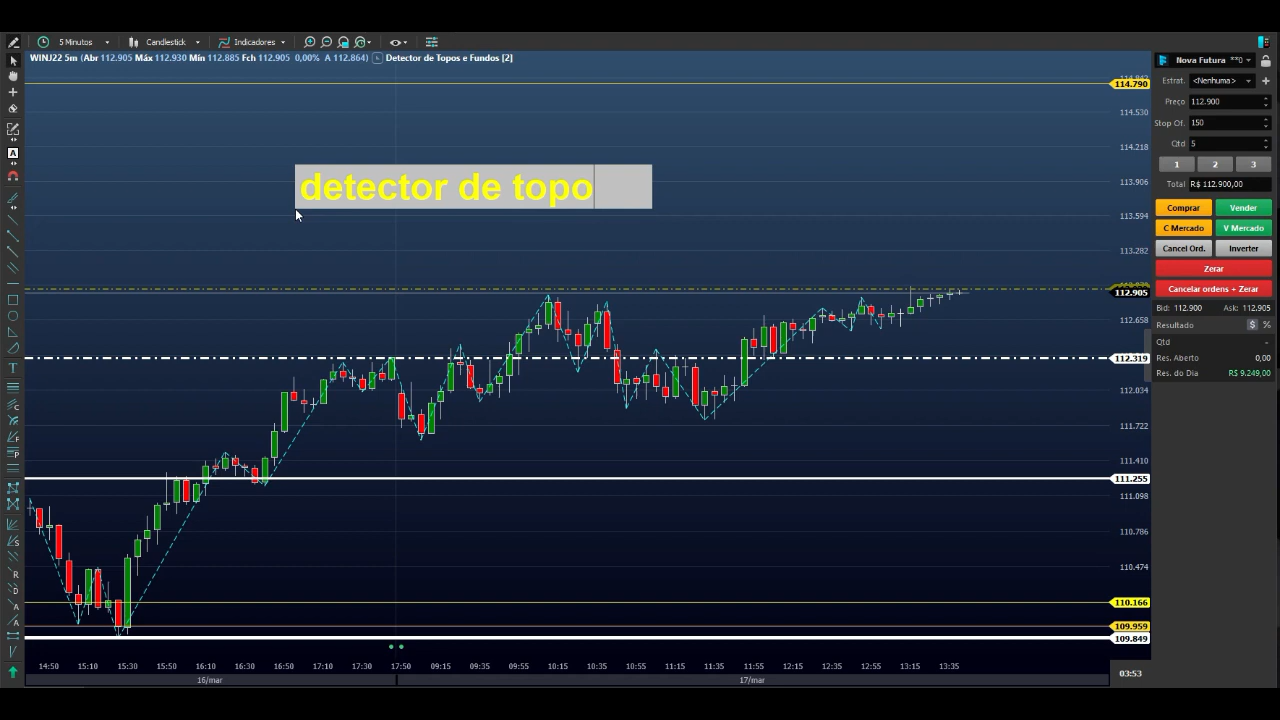 5 Minutos Candlestick Indicadores
WINJ22 5m (Abr 112.905 Máx 112.930 Mín 112.885 Fch 112.905 0,00% A 112.864) Detector de Topos e Fundos [2]
detector de topo
114.790
114.530
114.218
113.906
113.594
113.282
112.905
112.658
112.319
112.034
111.722
111.410
111.255
111.098
110.786
110.474
110.166
109.959
109.849
14:50 15:10 15:30 15:50 16:10 16:30 16:50 17:10 17:30 17:50 09:15 09:35 09:55 10:15 10:35 10:55 11:15 11:35 11:55 12:15 12:35 12:55 13:15 13:35
16/mar 17/mar
03:53
Nova Futura **0
Estrat. <Nenhuma>
Preço 112.900
Stop Of. 150
Qtd 5
1 2 3
Total R$ 112.900,00
Comprar Vender
C Mercado V Mercado
Cancel Ord. Inverter
Zerar
Cancelar ordens + Zerar
Bid: 112.900 Ask: 112.905
Resultado $ %
Qtd -
Res. Aberto 0,00
Res. do Dia R$ 9.249,00